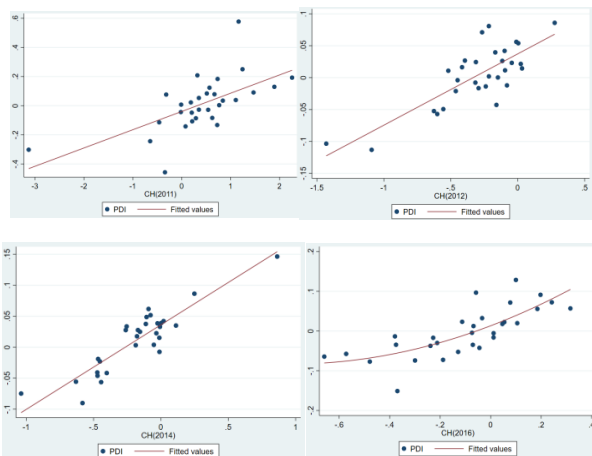 .6
.4
.2
0
-.2
-.4
-3 -2 -1 0 1 2
CH(2011)
PDI Fitted values
.1
.05
0
-.05
-.1
-.15
-1.5 -1 -.5 0 .5
CH(2012)
PDI Fitted values
.15
.1
.05
0
-.05
-.1
-1 -.5 0 .5 1
CH(2014)
PDI Fitted values
.2
.1
0
-.1
-.2
-.6 -.4 -.2 0 .2 .4
CH(2016)
PDI Fitted values